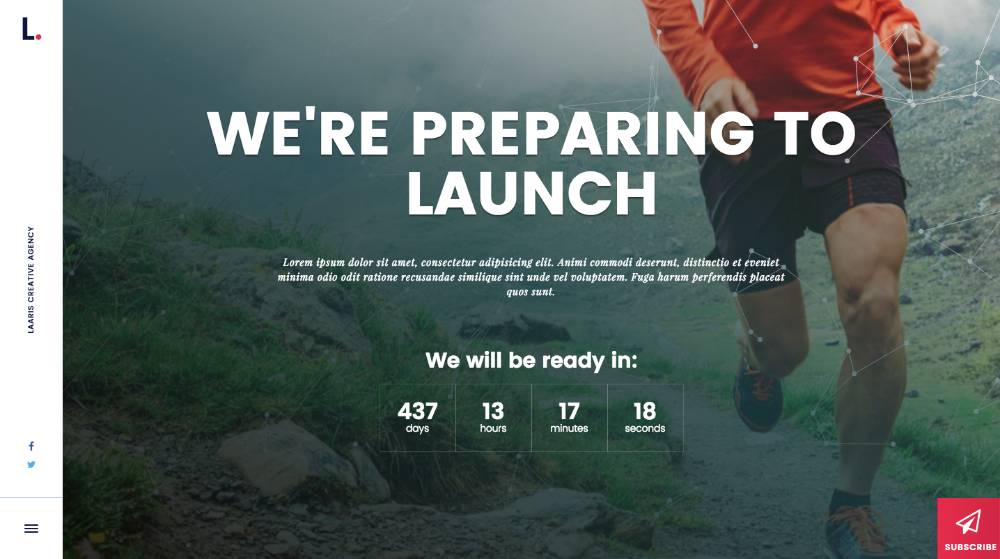 L.
LAARIS CREATIVE AGENCY
WE'RE PREPARING TO
LAUNCH
Lorem ipsum dolor sit amet, consectetur adipisicing elit. Animi commodi deserunt, distinctio et eveniet
minima odio odit ratione recusandae similique sint unde vel voluptatem. Fuga harum perferendis placeat
quos sunt.
We will be ready in:
437 13 17 18
days hours minutes seconds
SUBSCRIBE